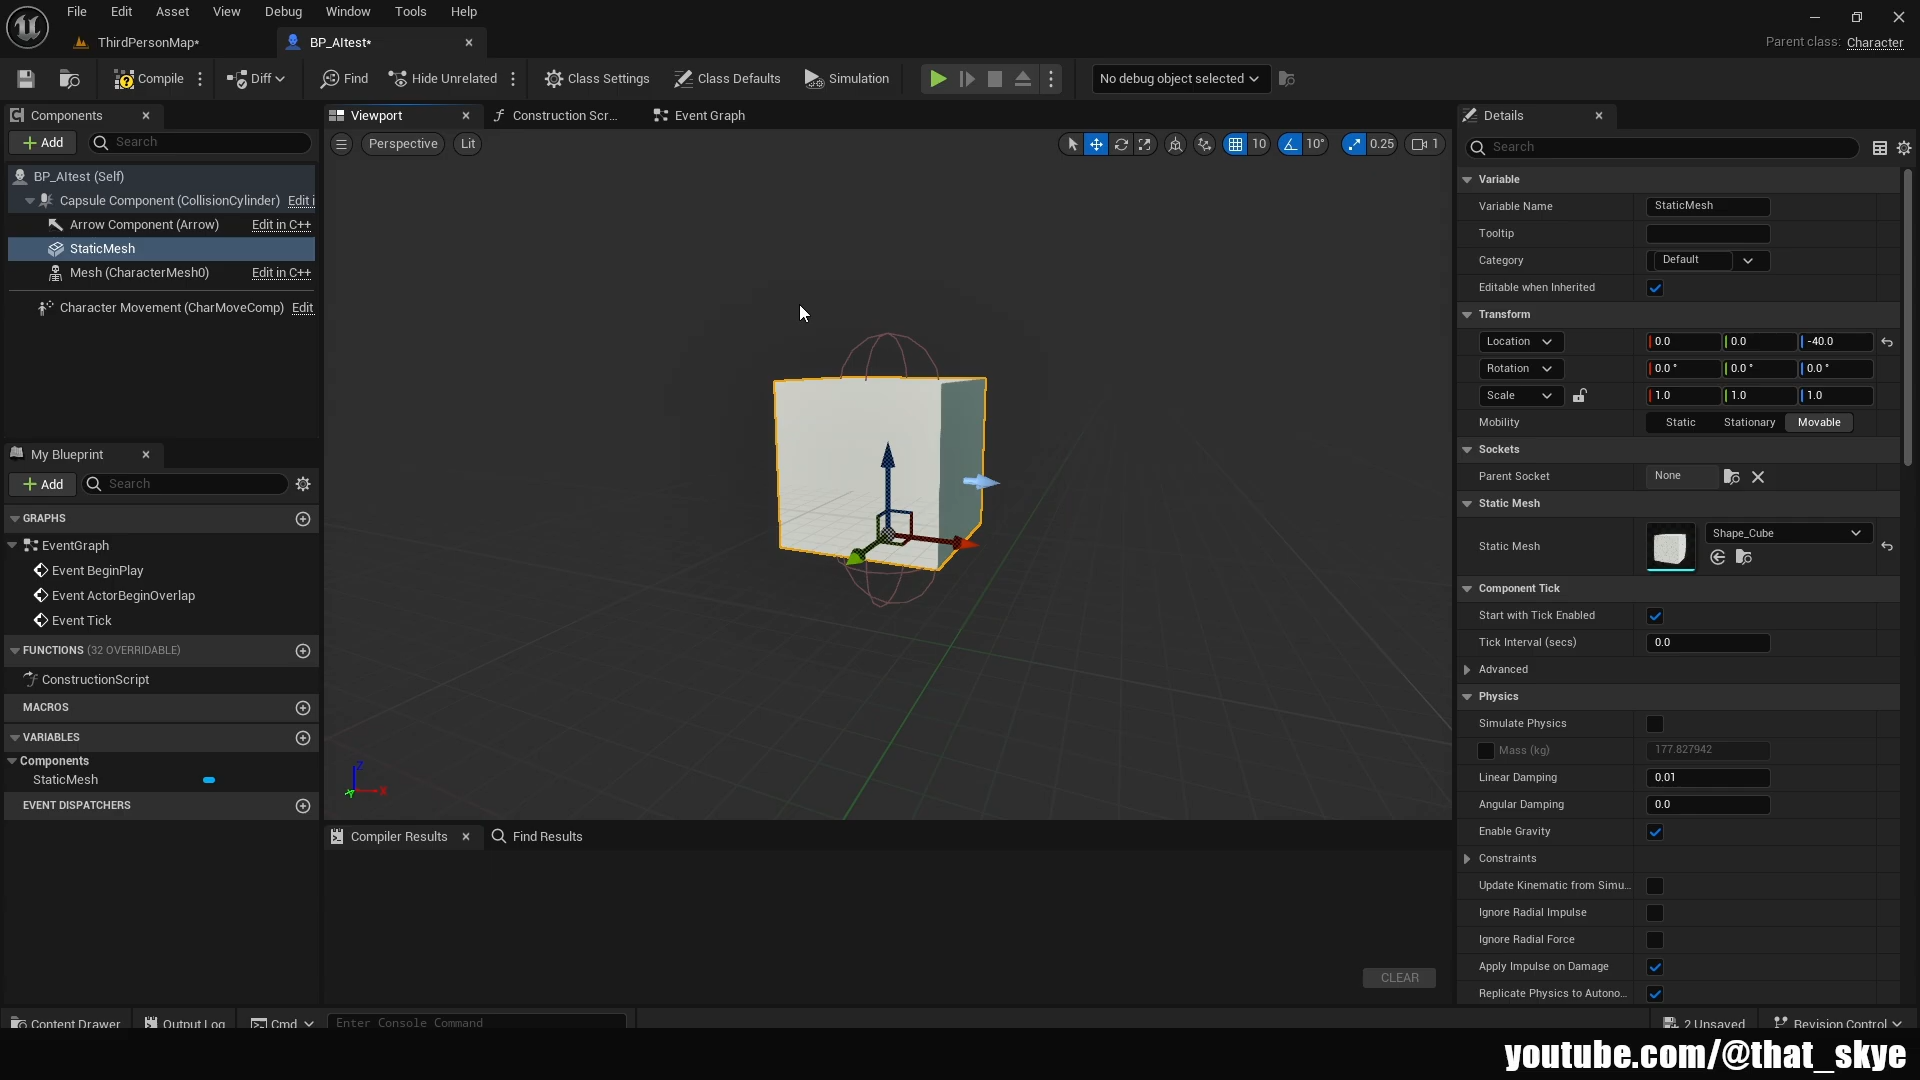 File Edit Asset View Debug Window Tools Help
ThirdPersonMap*
BP_AItest*
Parent class: Character
Compile
Diff
Find
Hide Unrelated
Class Settings
Class Defaults
Simulation
No debug object selected
Components
Add
Search
BP_AItest (Self)
Capsule Component (CollisionCylinder) Edit i
Arrow Component (Arrow) Edit in C++
StaticMesh
Mesh (CharacterMesh0) Edit in C++
Character Movement (CharMoveComp) Edit
My Blueprint
Add
Search
GRAPHS
EventGraph
Event BeginPlay
Event ActorBeginOverlap
Event Tick
FUNCTIONS (32 OVERRIDABLE)
ConstructionScript
MACROS
VARIABLES
Components
StaticMesh
EVENT DISPATCHERS
Viewport
Construction Scr...
Event Graph
Perspective
Lit
10
10°
0.25
1
Z
X
Y
Compiler Results
Find Results
CLEAR
Details
Search
Variable
Variable Name StaticMesh
Tooltip
Category Default
Editable when Inherited
Transform
Location 0.0 0.0 -40.0
Rotation 0.0 ° 0.0 ° 0.0 °
Scale 1.0 1.0 1.0
Mobility Static Stationary Movable
Sockets
Parent Socket None
Static Mesh
Static Mesh Shape_Cube
Component Tick
Start with Tick Enabled
Tick Interval (secs) 0.0
Advanced
Physics
Simulate Physics
Mass (kg) 177.827942
Linear Damping 0.01
Angular Damping 0.0
Enable Gravity
Constraints
Update Kinematic from Simu...
Ignore Radial Impulse
Ignore Radial Force
Apply Impulse on Damage
Replicate Physics to Autono...
Content Drawer
Output Log
Cmd
Enter Console Command
2 Unsaved
Revision Control
youtube.com/@that_skye